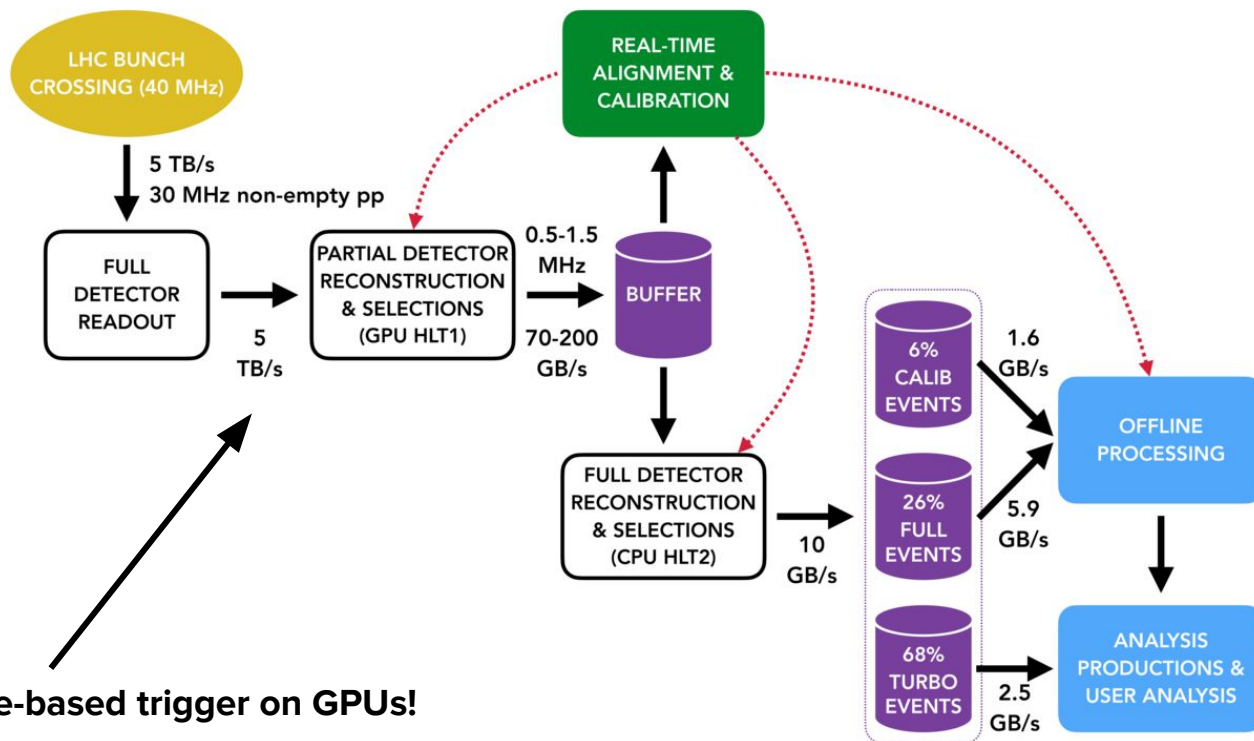 LHC BUNCH
CROSSING (40 MHz)
5 TB/s
30 MHz non-empty pp
FULL
DETECTOR
READOUT
5
TB/s
PARTIAL DETECTOR
RECONSTRUCTION
& SELECTIONS
(GPU HLT1)
0.5-1.5
MHz
70-200
GB/s
REAL-TIME
ALIGNMENT &
CALIBRATION
BUFFER
FULL DETECTOR
RECONSTRUCTION
& SELECTIONS
(CPU HLT2)
10
GB/s
6%
CALIB
EVENTS
1.6
GB/s
26%
FULL
EVENTS
5.9
GB/s
68%
TURBO
EVENTS
2.5
GB/s
OFFLINE
PROCESSING
ANALYSIS
PRODUCTIONS &
USER ANALYSIS
e-based trigger on GPUs!